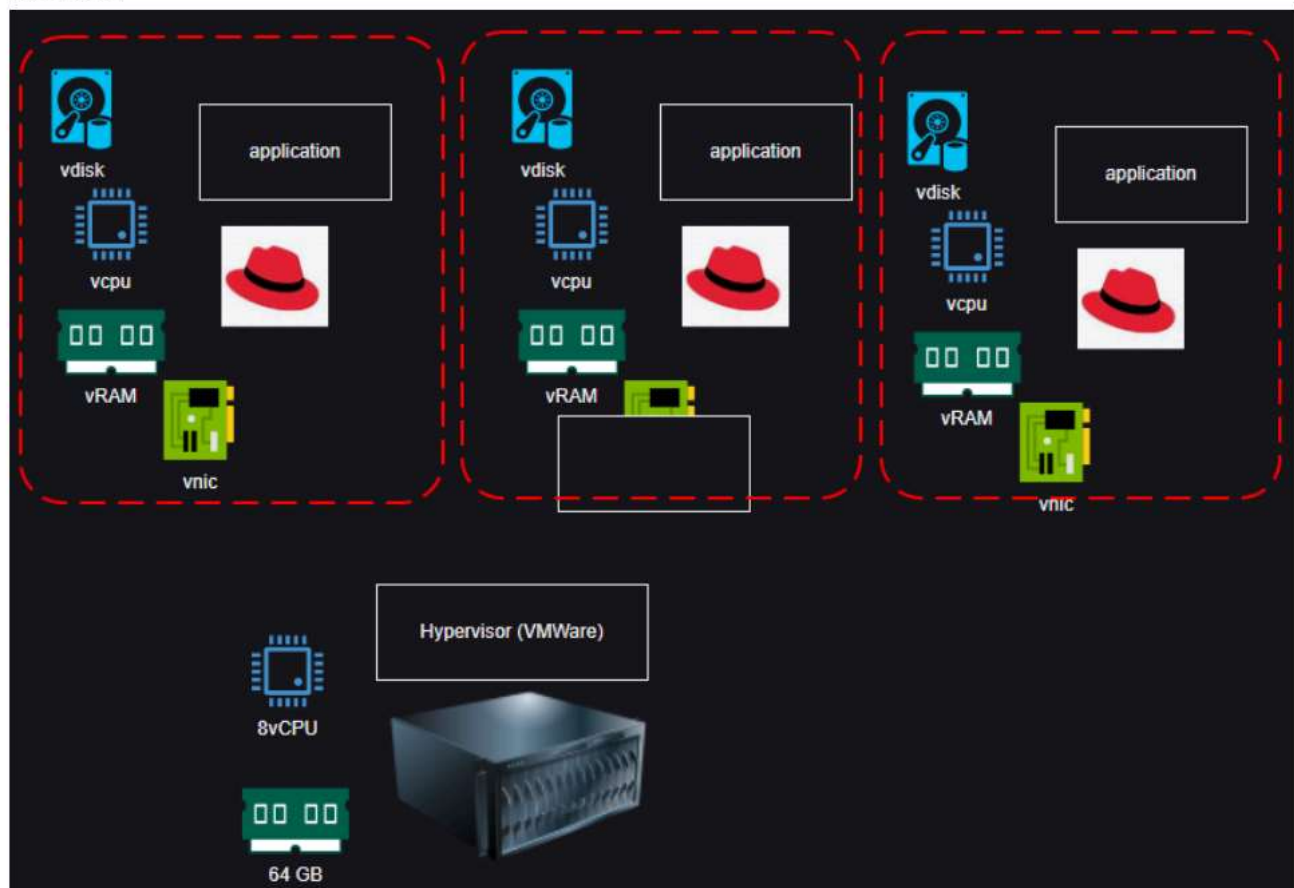 application
vdisk
vcpu
vRAM
vnic
application
vdisk
vcpu
vRAM
application
vdisk
vcpu
vRAM
vnic
Hypervisor (VMWare)
8vCPU
64 GB